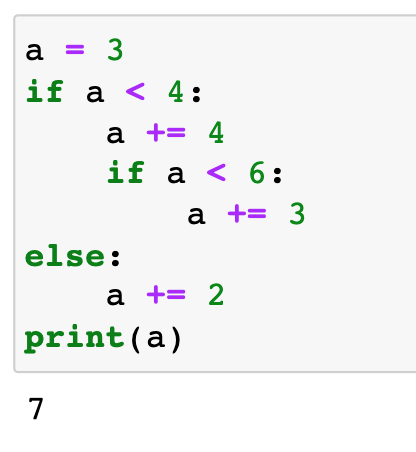 a = 3
if a < 4:
    a += 4
    if a < 6:
        a += 3
else:
    a += 2
print(a)
7